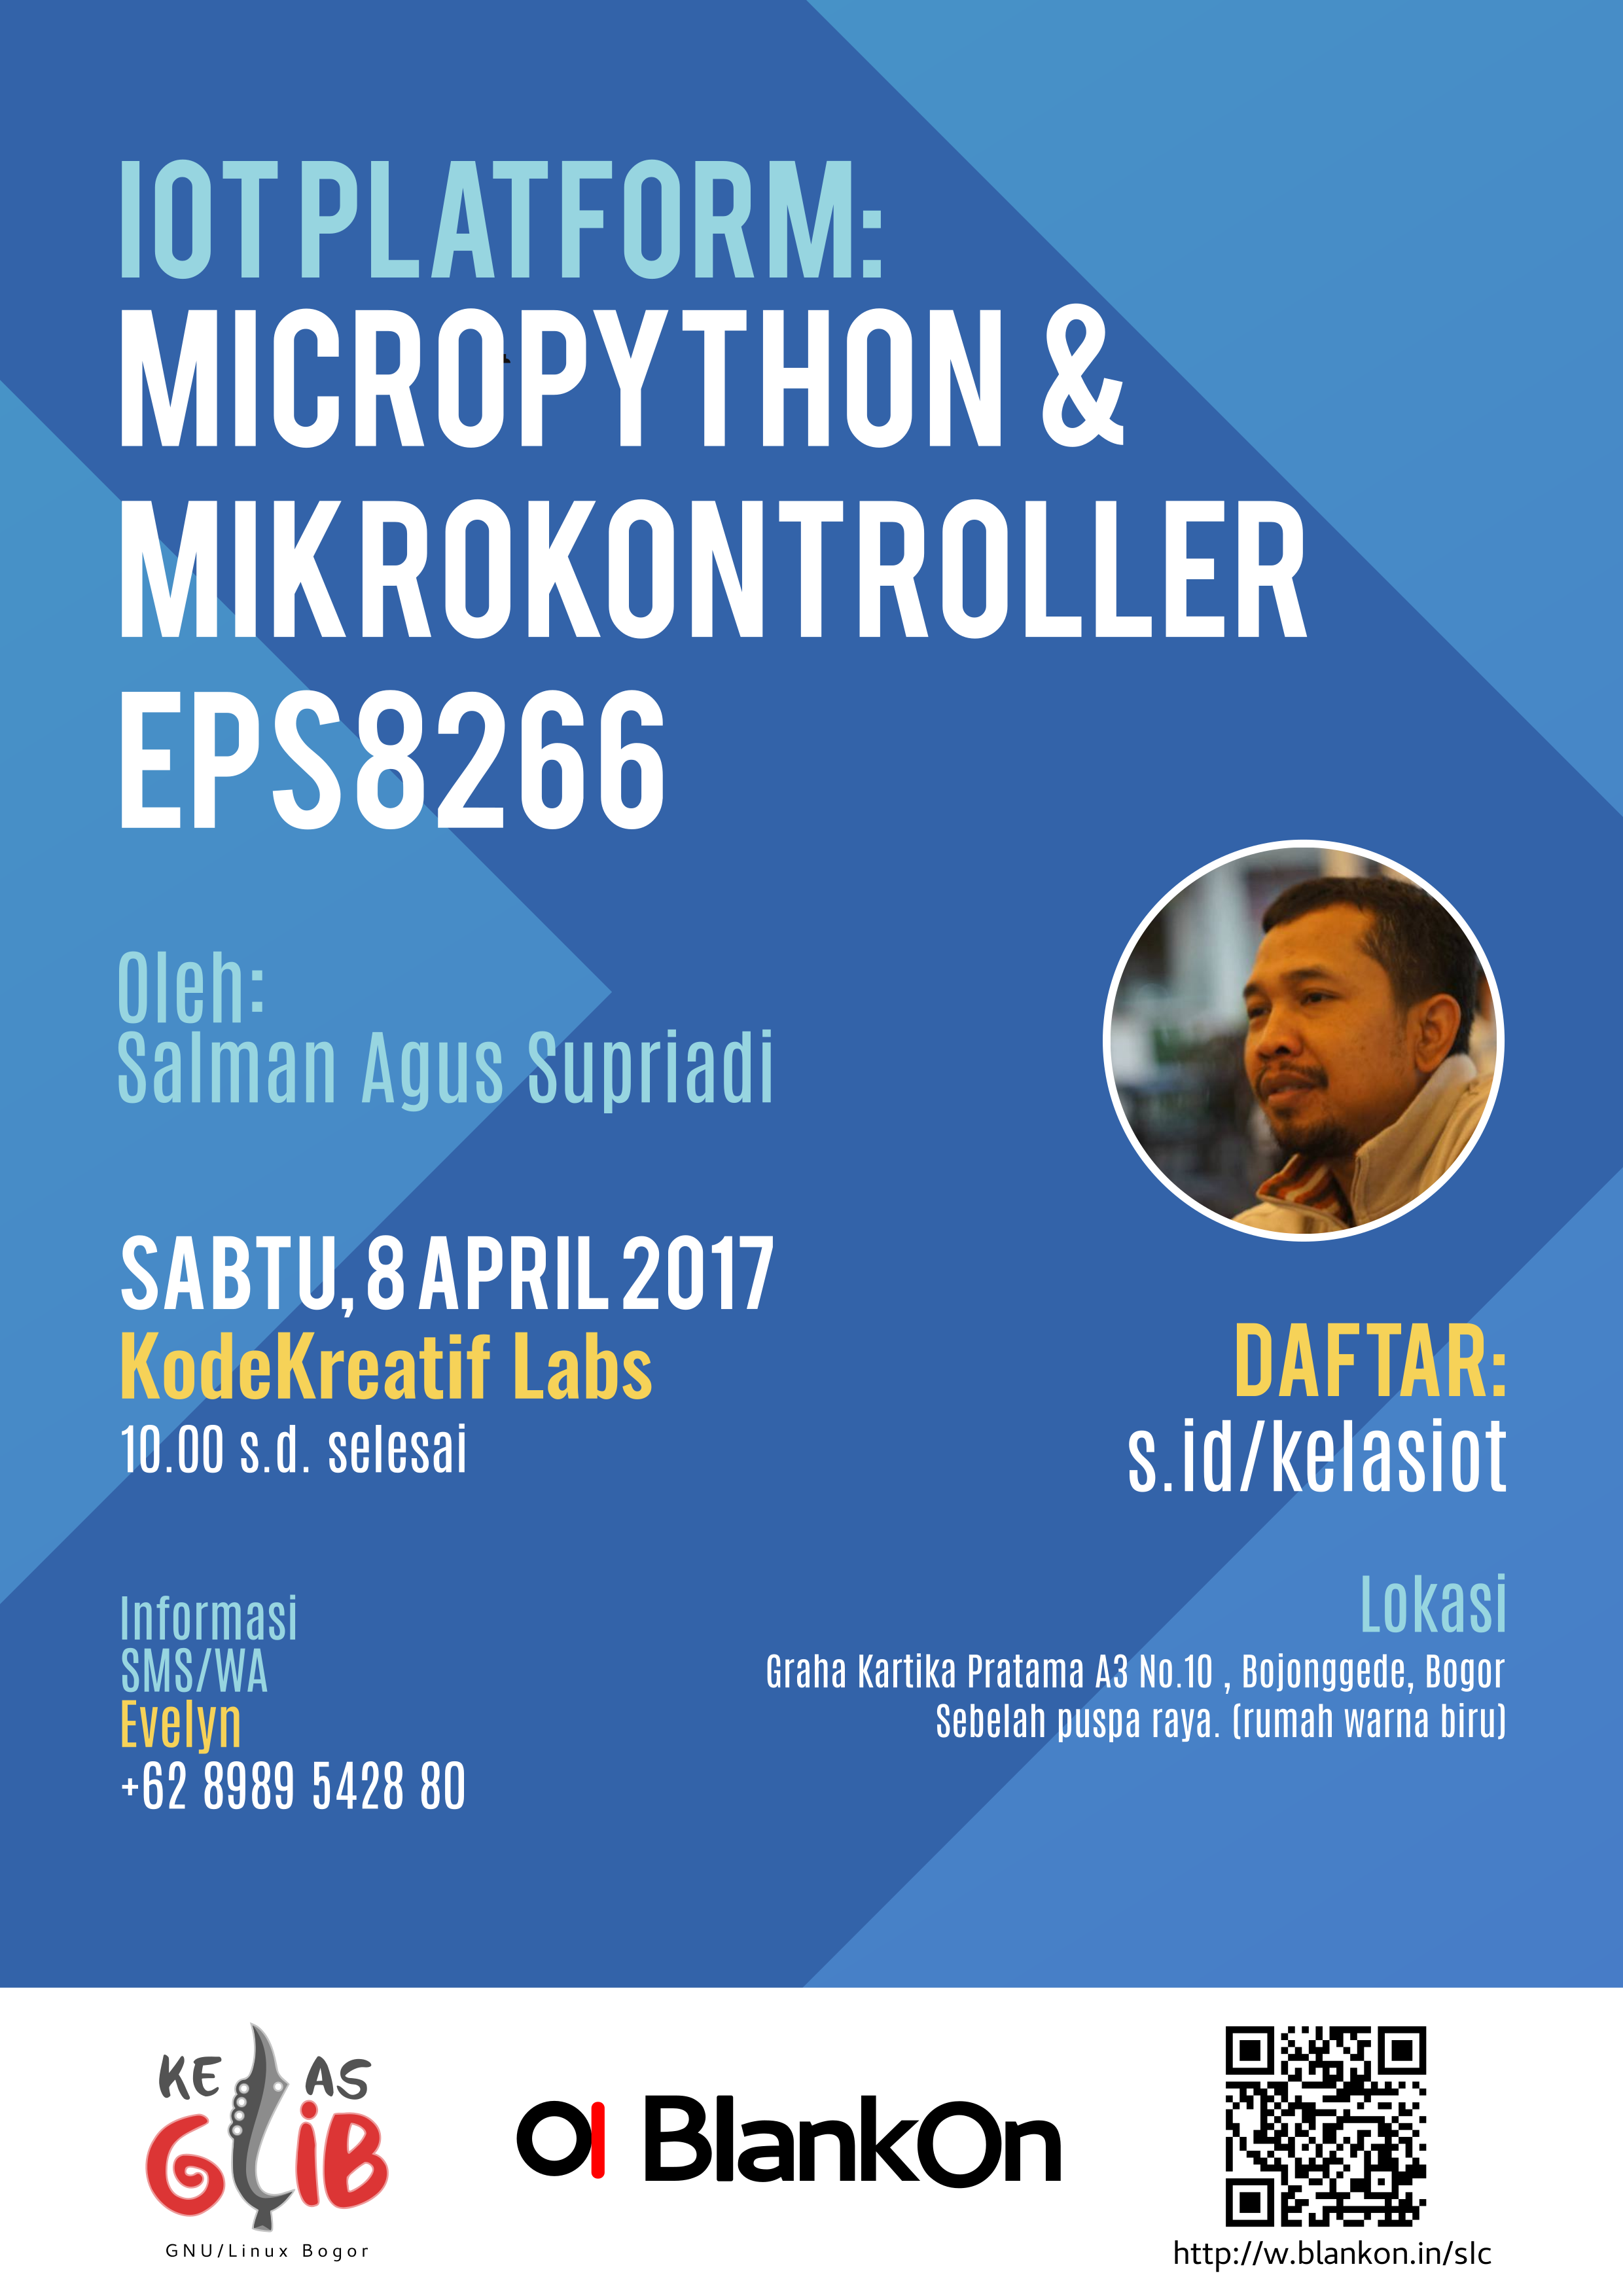 IOT PLATFORM:
MICROPYTHON &
MIKROKONTROLLER
EPS8266
Oleh:
Salman Agus Supriadi
SABTU, 8 APRIL 2017
KodeKreatif Labs
10.00 s.d. selesai
DAFTAR:
s.id/kelasiot
Informasi
SMS/WA
Evelyn
+62 8989 5428 80
Lokasi
Graha Kartika Pratama A3 No.10 , Bojonggede, Bogor
Sebelah puspa raya. (rumah warna biru)
KELAS
GLiB
GNU/Linux Bogor
BlankOn
http://w.blankon.in/slc